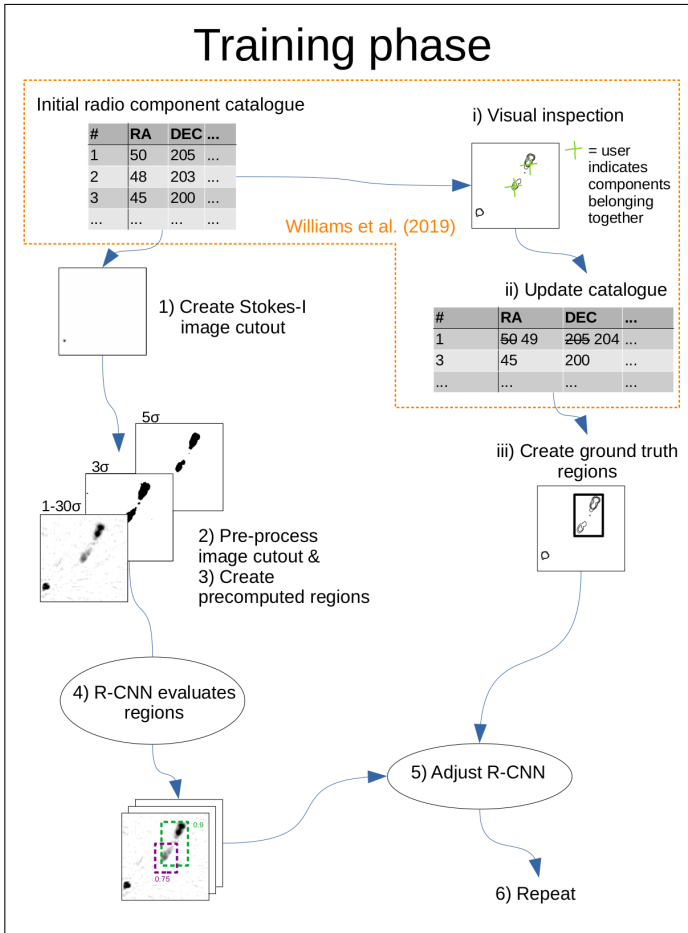 Training phase
Initial radio component catalogue
# RA DEC ...
1 50 205 ...
2 48 203 ...
3 45 200 ...
... ... ... ...
i) Visual inspection
= user
indicates
components
belonging
together
Williams et al. (2019)
1) Create Stokes-I
image cutout
ii) Update catalogue
# RA DEC ...
1 50 49 205 204 ...
3 45 200 ...
... ... ... ...
5σ
3σ
1-30σ
2) Pre-process
image cutout &
3) Create
precomputed regions
iii) Create ground truth
regions
4) R-CNN evaluates
regions
5) Adjust R-CNN
0.9
0.75
6) Repeat